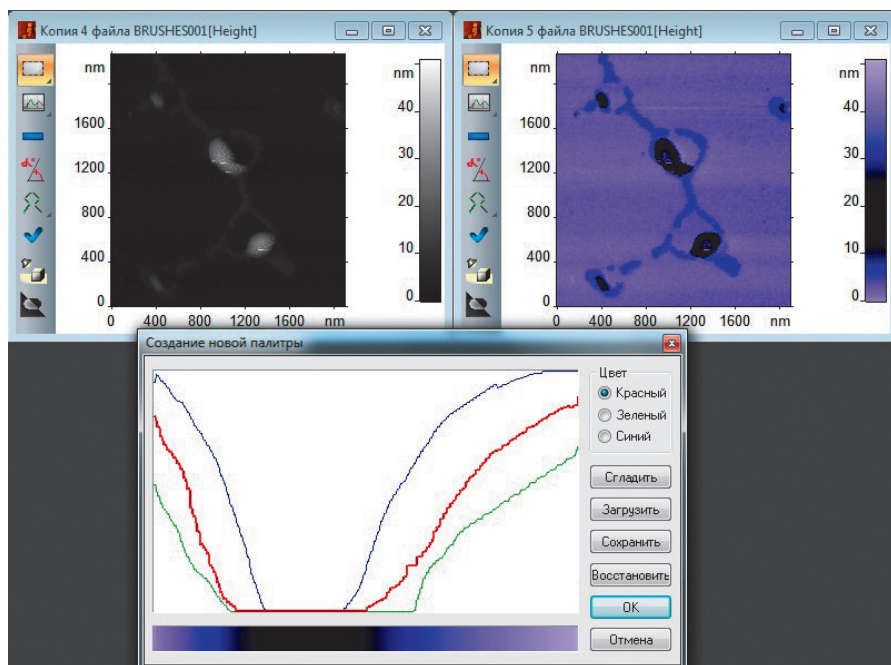 Копия 4 файла BRUSHES001[Height]
nm
1600
1200
800
400
0
0 400 800 1200 1600 nm
nm
40
30
20
10
0
Копия 5 файла BRUSHES001[Height]
nm
1600
1200
800
400
0
0 400 800 1200 1600 nm
nm
40
30
20
10
0
Создание новой палитры
Цвет
Красный
Зеленый
Синий
Сгладить
Загрузить
Сохранить
Восстановить
OK
Отмена